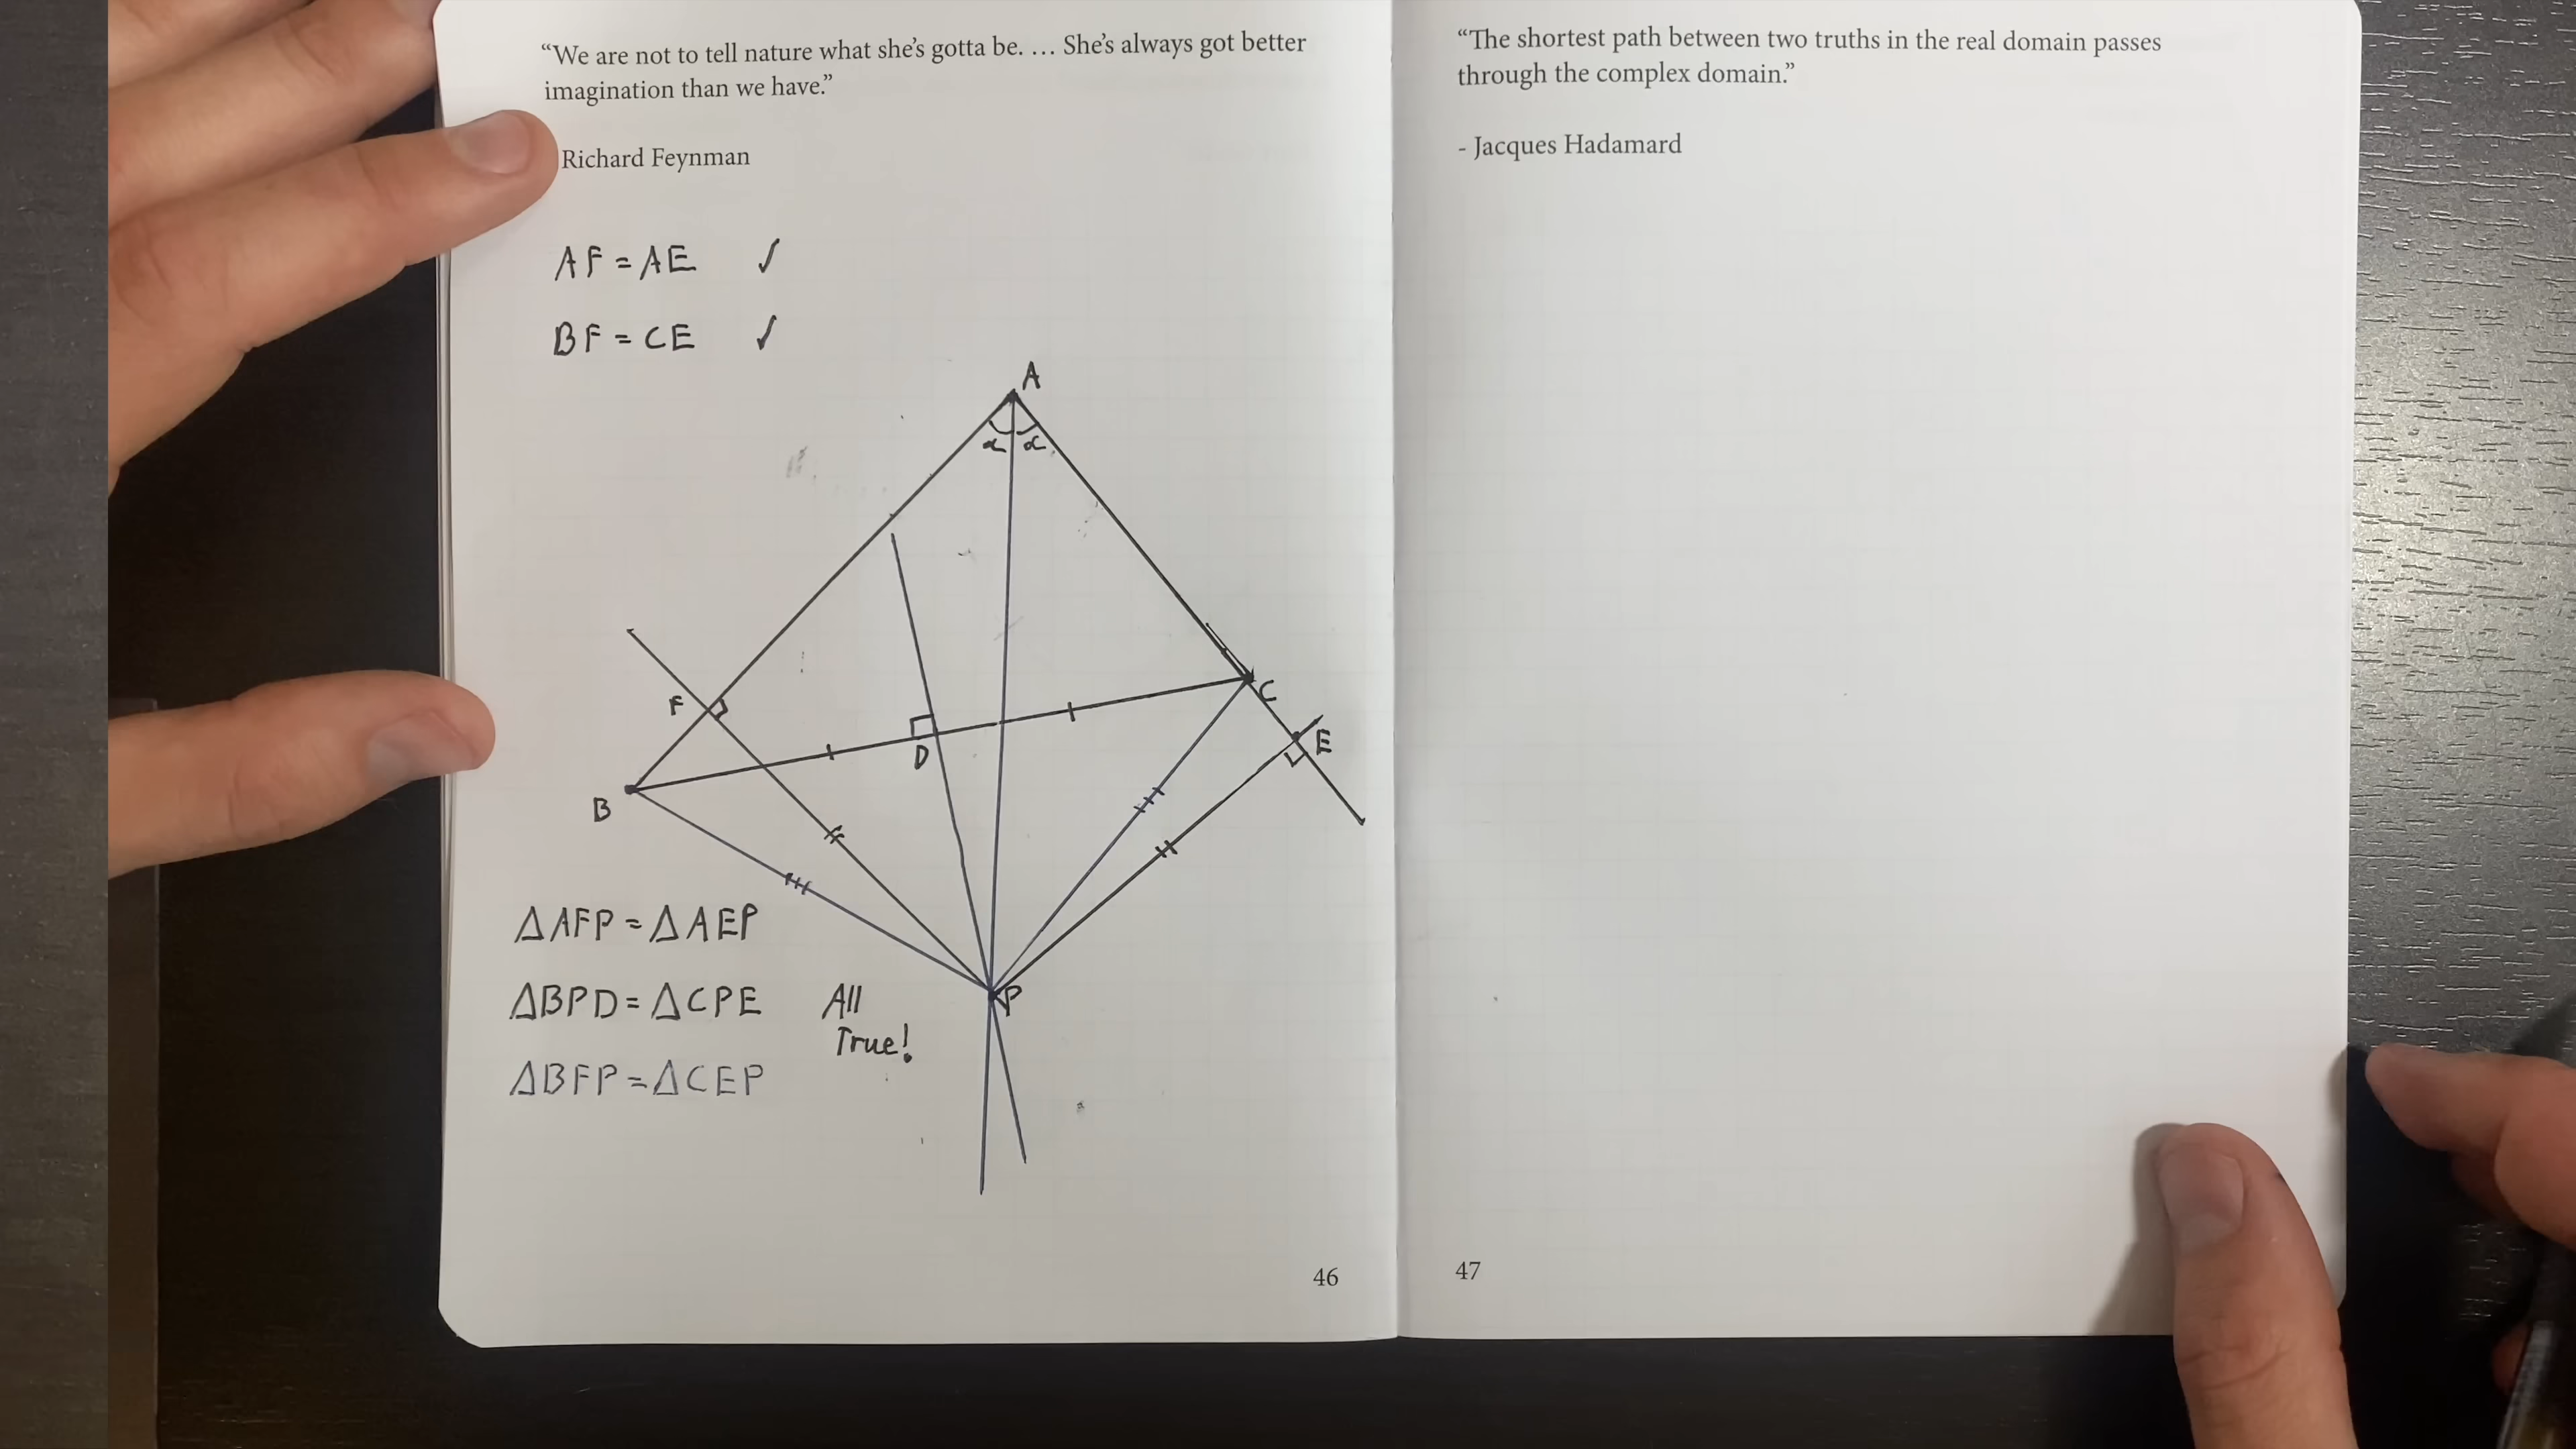 “We are not to tell nature what she’s gotta be. … She’s always got better
imagination than we have.”
Richard Feynman
AF = AE ✓
BF = CE ✓
A
α α
F
D
C
E
B
P
ΔAFP = ΔAEP
ΔBPD = ΔCPE
All
True!
ΔBFP = ΔCEP
46
“The shortest path between two truths in the real domain passes
through the complex domain.”
- Jacques Hadamard
47